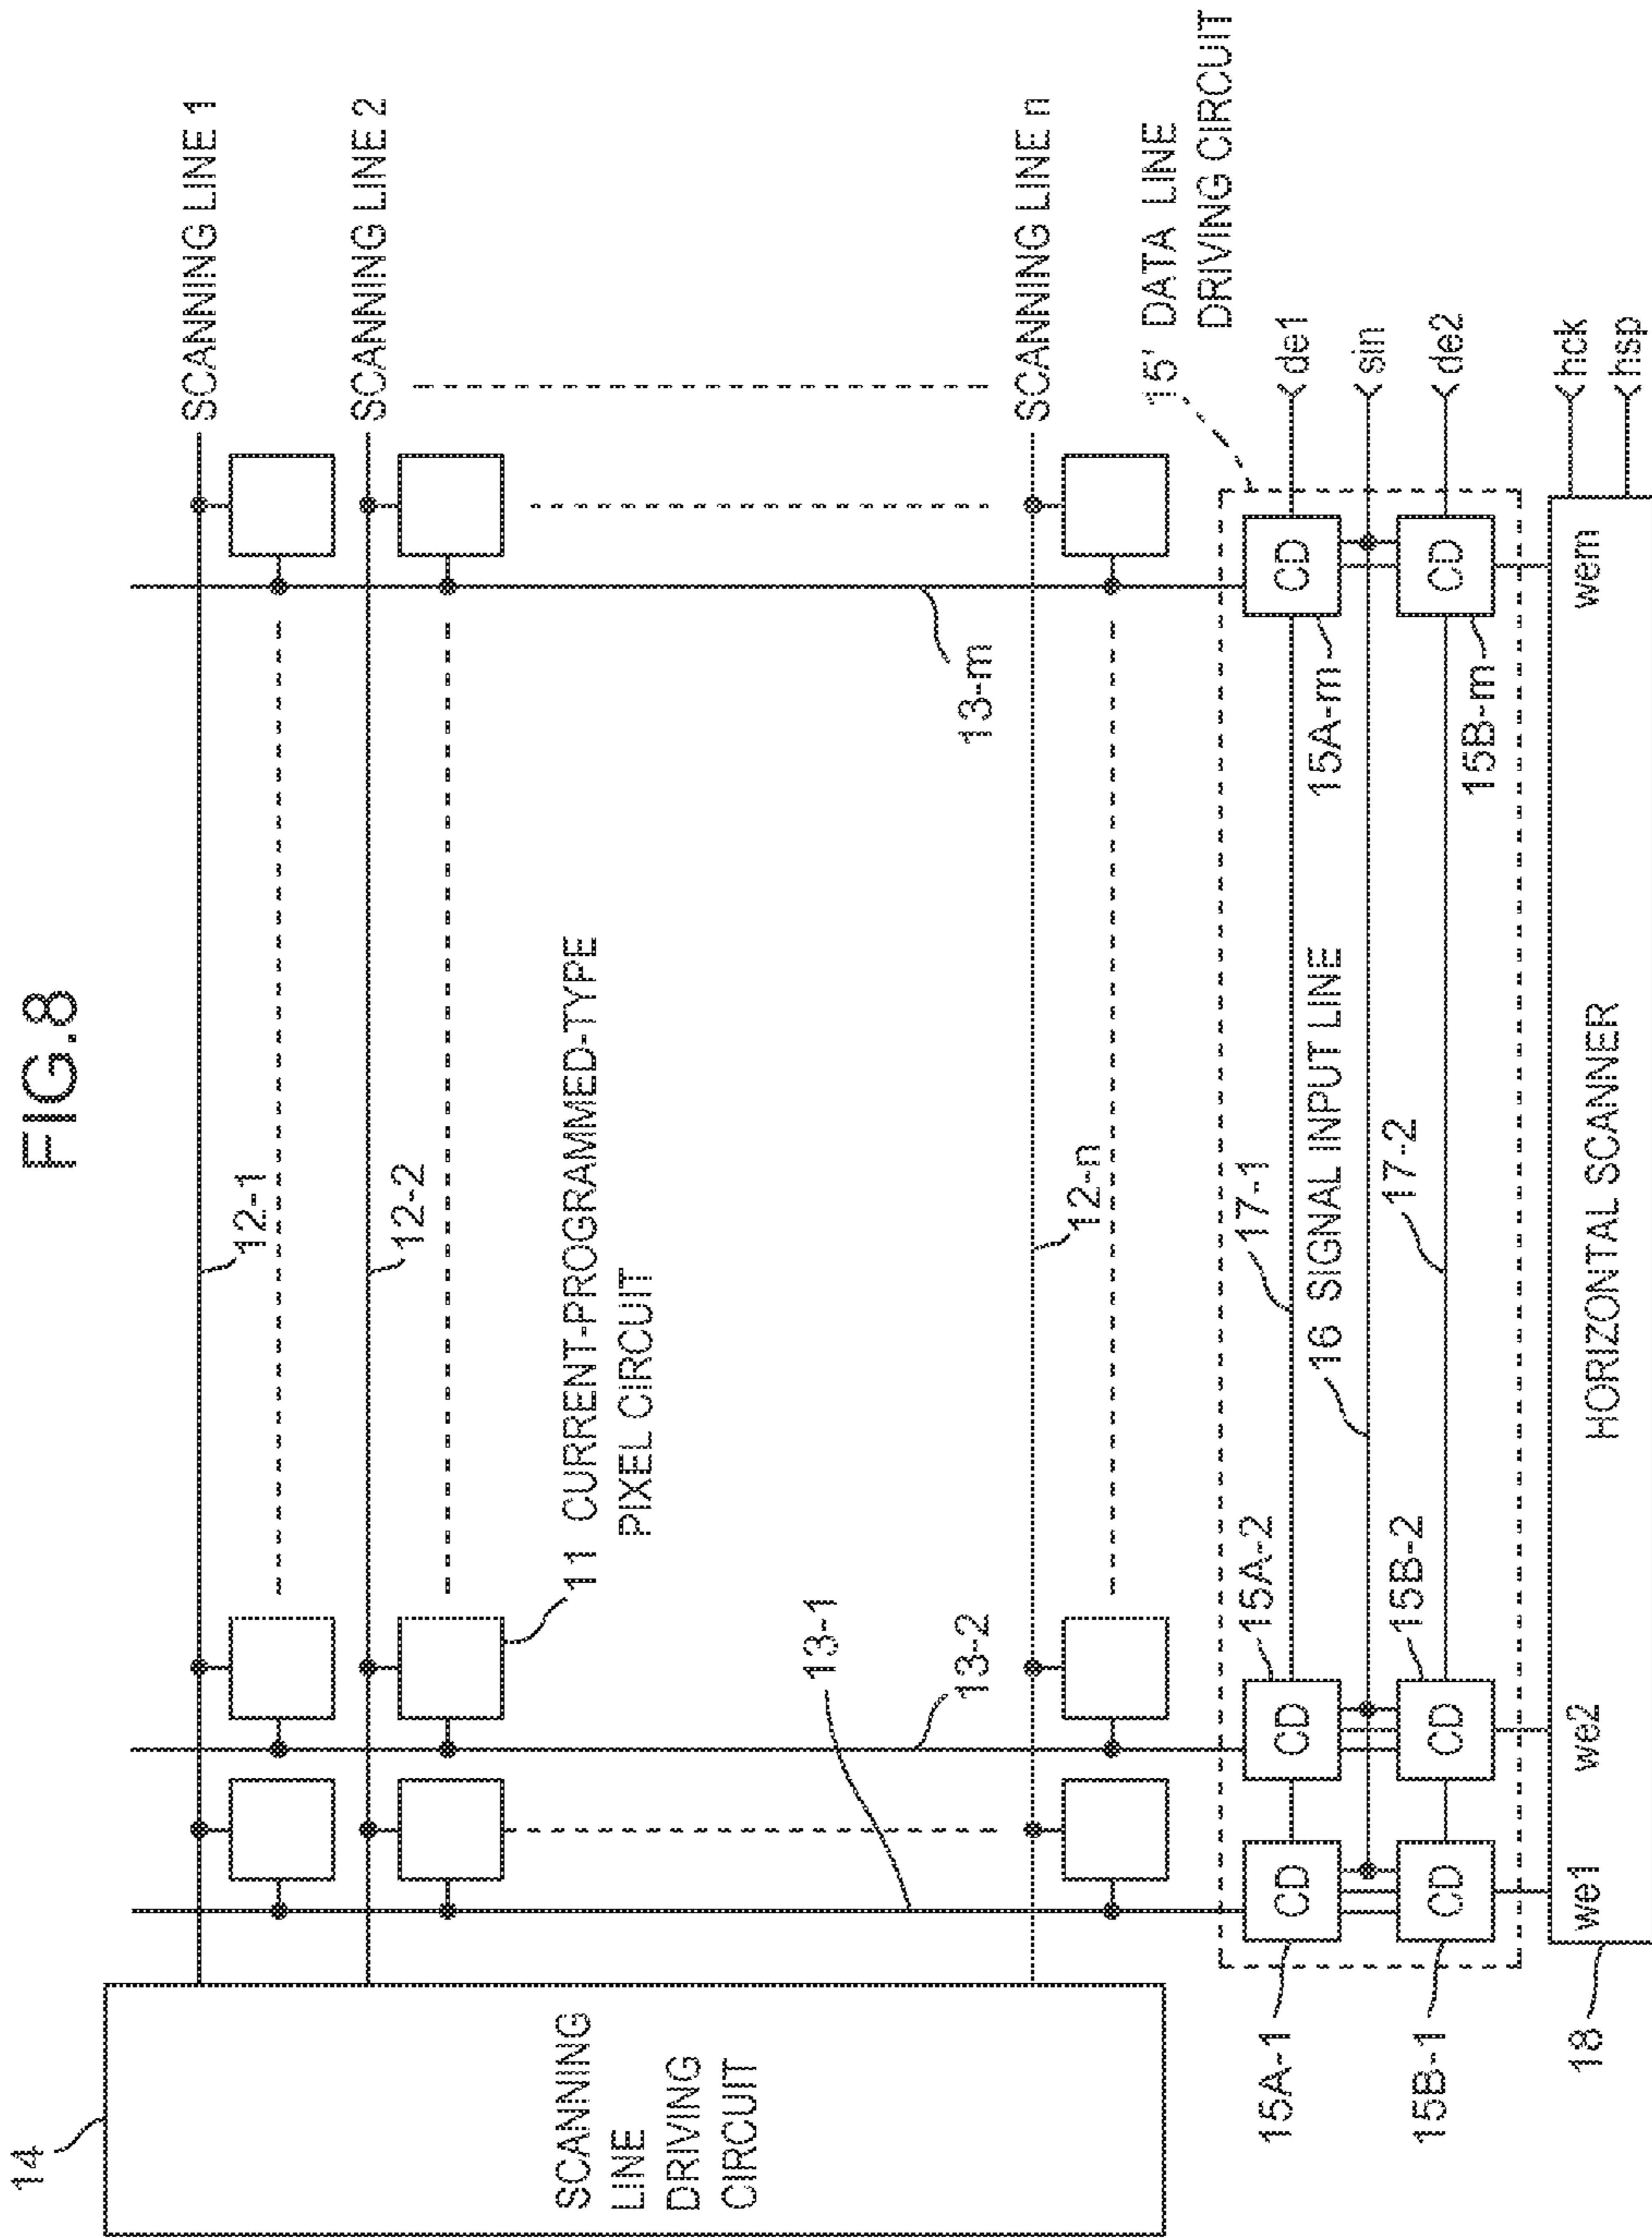 FIG.8
14
SCANNING
LINE
DRIVING
CIRCUIT
SCANNING LINE 1
SCANNING LINE 2
SCANNING LINE n
12-1
12-2
12-n
11 CURRENT-PROGRAMMED-TYPE
PIXEL CIRCUIT
13-1
13-2
13-m
15' DATA LINE
DRIVING CIRCUIT
15A-1
15A-2
15A-m
CD
CD
CD
17-1
de1
16 SIGNAL INPUT LINE
sin
15B-1
15B-2
15B-m
CD
CD
CD
17-2
de2
we1
we2
wem
18
HORIZONTAL SCANNER
hck
hsp